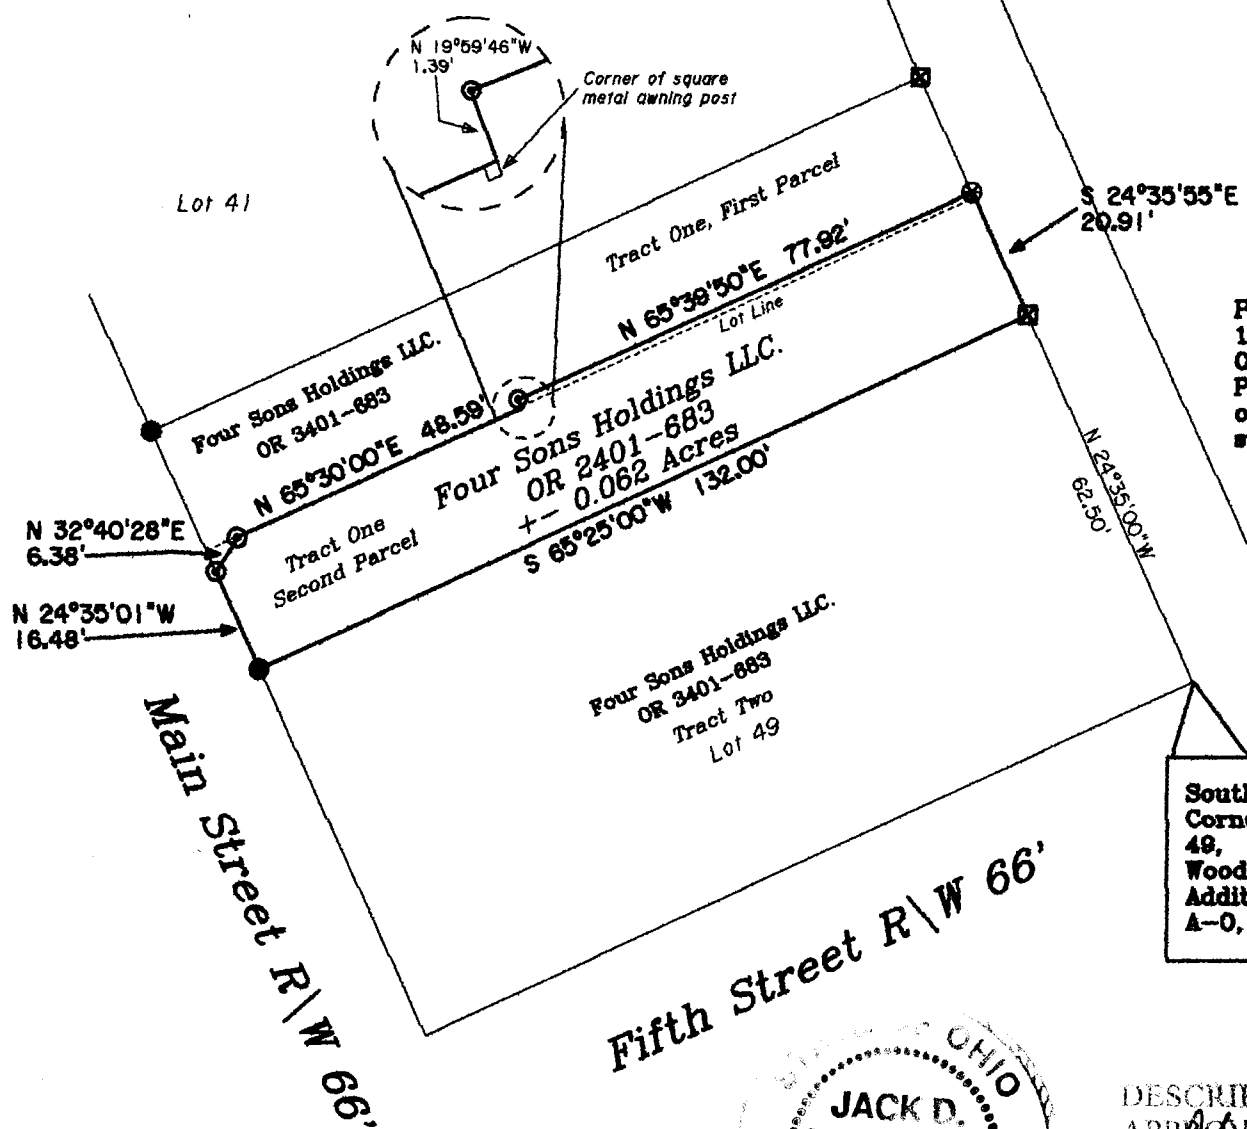 N 19°59'46"W
1.39'
Corner of square
metal awning post
Lot 41
Tract One, First Parcel
S 24°35'55"E
20.91'
N 65°39'50"E 77.92'
Lot Line
Four Sons Holdings LLC.
OR 3401-683
N 65°30'00"E 48.59'
Four Sons Holdings LLC.
OR 2401-683
+- 0.062 Acres
S 65°25'00"W 132.00'
Tract One
Second Parcel
N 32°40'28"E
6.38'
N 24°35'01"W
16.48'
N 24°35'00"W
62.50'
Four Sons Holdings LLC.
OR 3401-683
Tract Two
Lot 49
Main Street R\W 66'
Fifth Street R\W 66'
49,
A-0,
OHIO
JACK D.